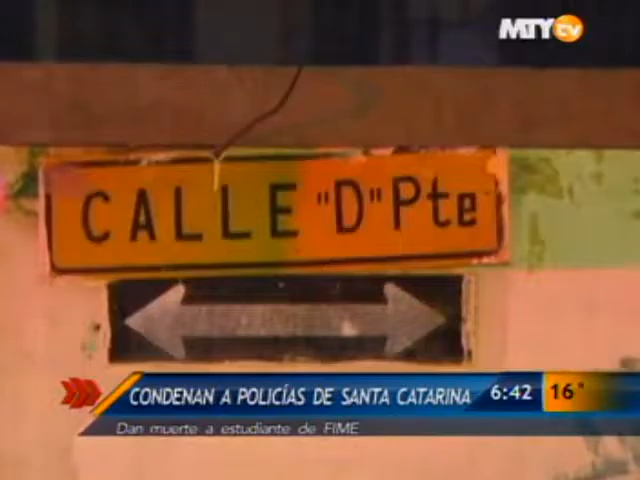 MTY tv
CALLE "D" Pte
CONDENAN A POLICÍAS DE SANTA CATARINA 6:42 16°
Dan muerte a estudiante de FIME